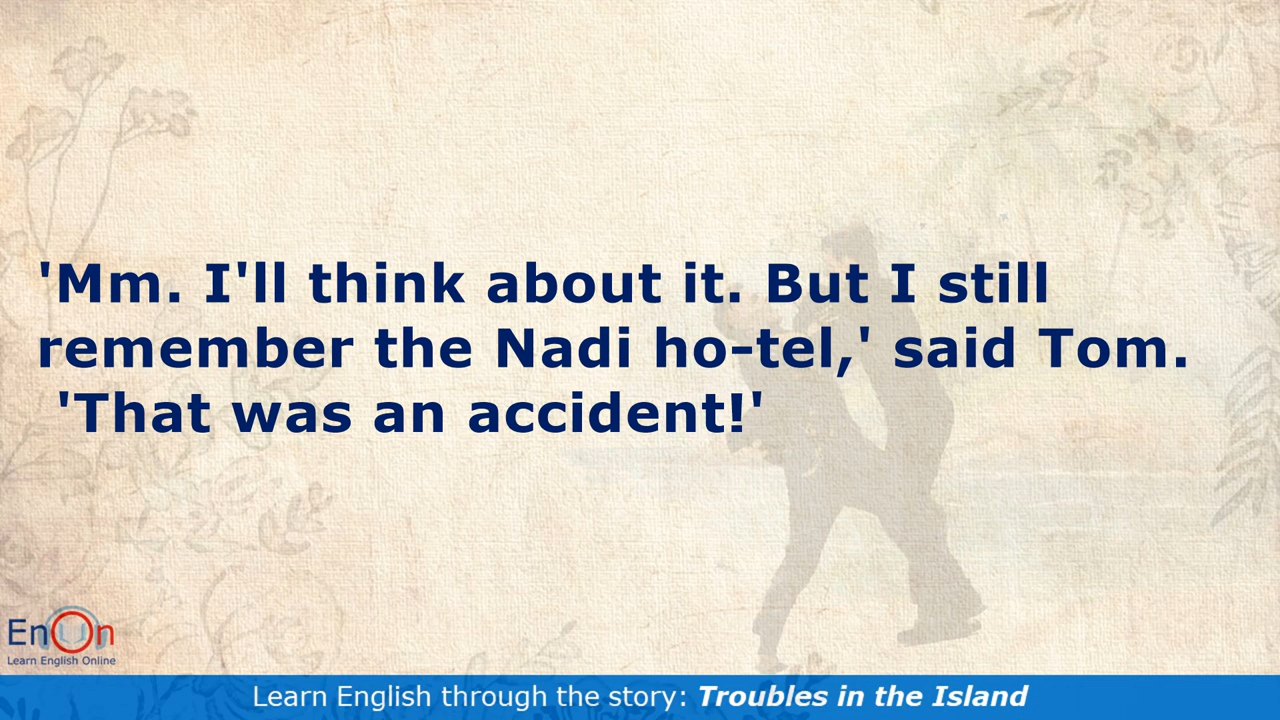 'Mm. I'll think about it. But I still
remember the Nadi ho-tel,' said Tom.
'That was an accident!'
EnOn
Learn English Online
Learn English through the story: Troubles in the Island